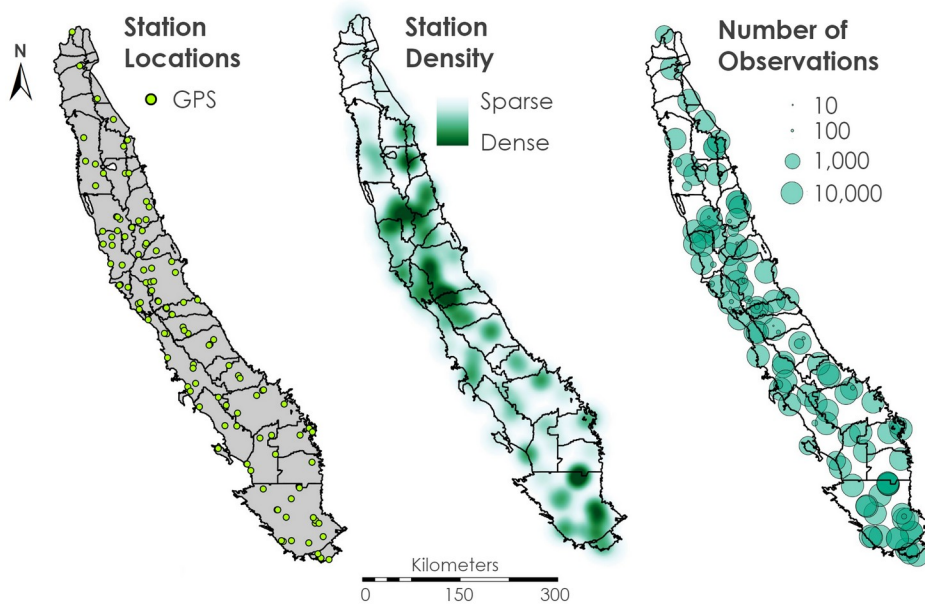 Station
Locations
N
GPS
Station
Density
Sparse
Dense
Number of
Observations
10
100
1,000
10,000
Kilometers
0 150 300